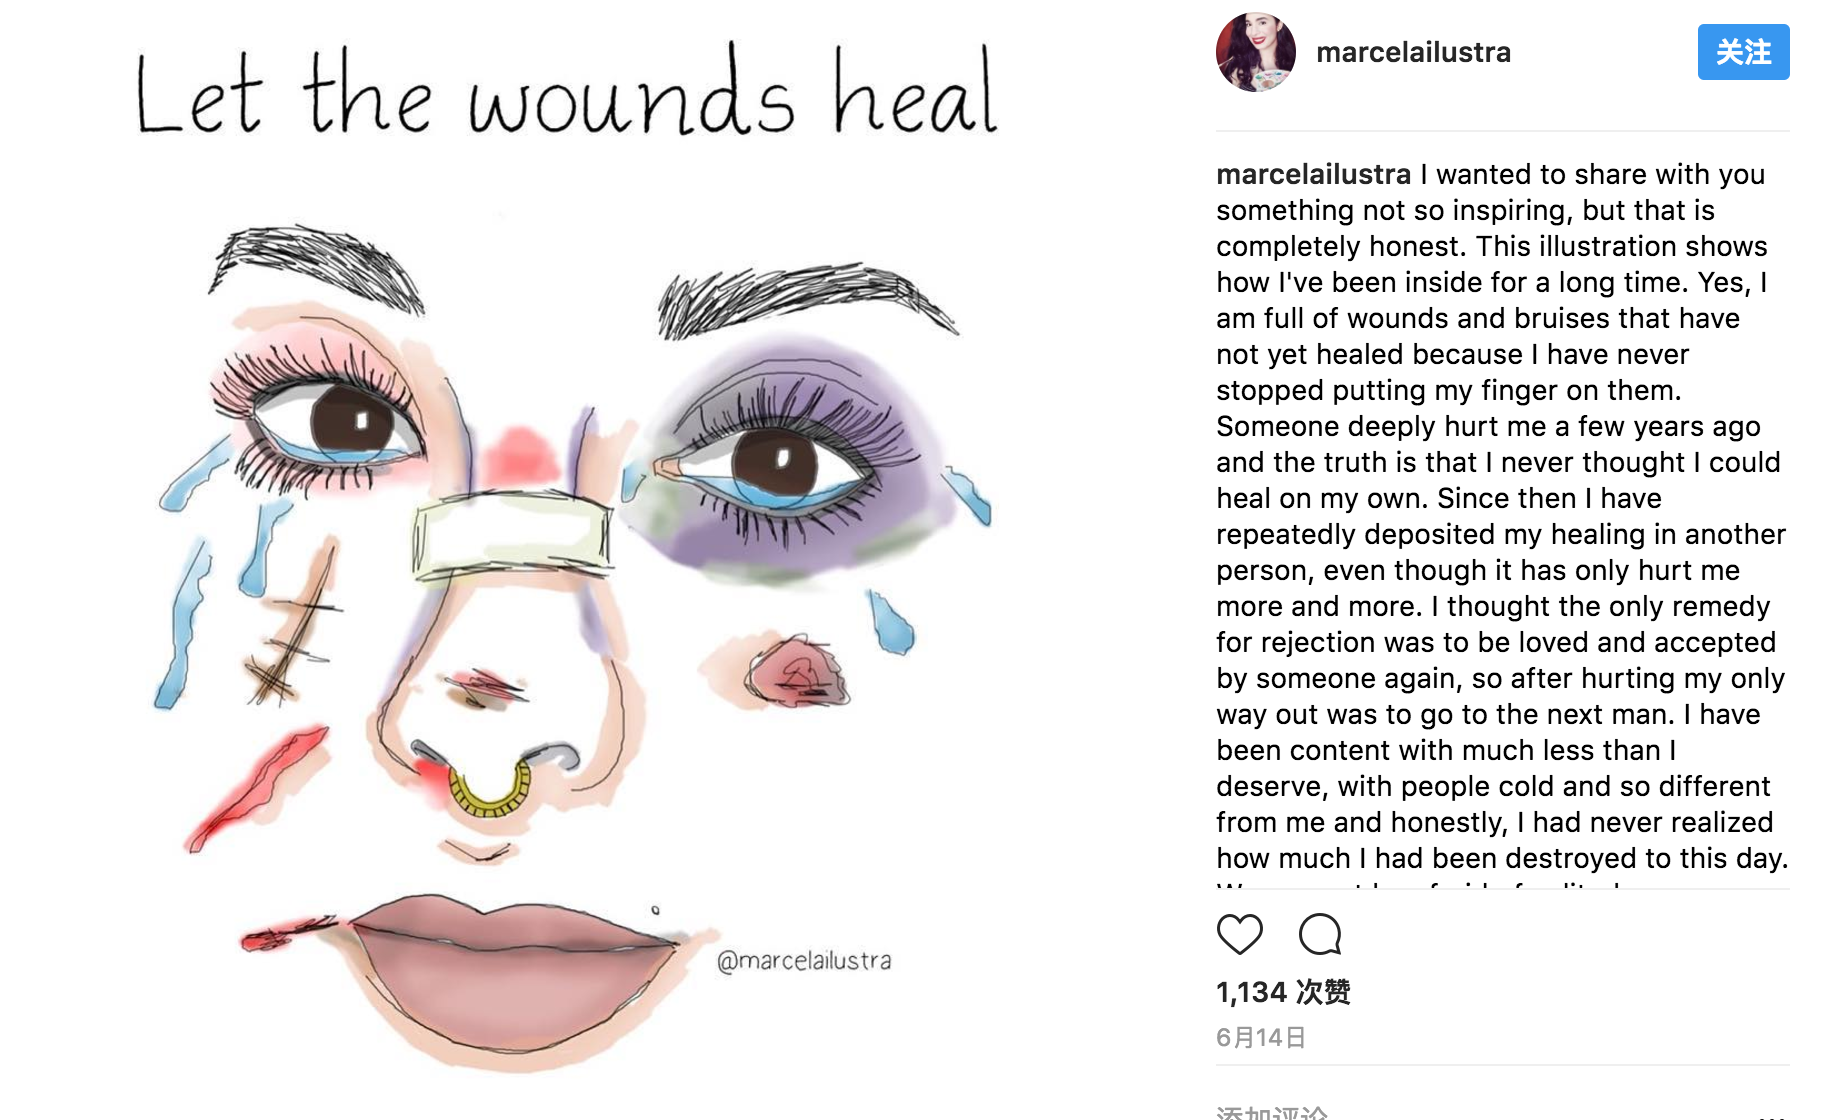 Let the wounds heal
@marcelailustra
marcelailustra
关注
marcelailustra I wanted to share with you
something not so inspiring, but that is
completely honest. This illustration shows
how I've been inside for a long time. Yes, I
am full of wounds and bruises that have
not yet healed because I have never
stopped putting my finger on them.
Someone deeply hurt me a few years ago
and the truth is that I never thought I could
heal on my own. Since then I have
repeatedly deposited my healing in another
person, even though it has only hurt me
more and more. I thought the only remedy
for rejection was to be loved and accepted
by someone again, so after hurting my only
way out was to go to the next man. I have
been content with much less than I
deserve, with people cold and so different
from me and honestly, I had never realized
how much I had been destroyed to this day.
1,134 次赞
6月14日
添加评论